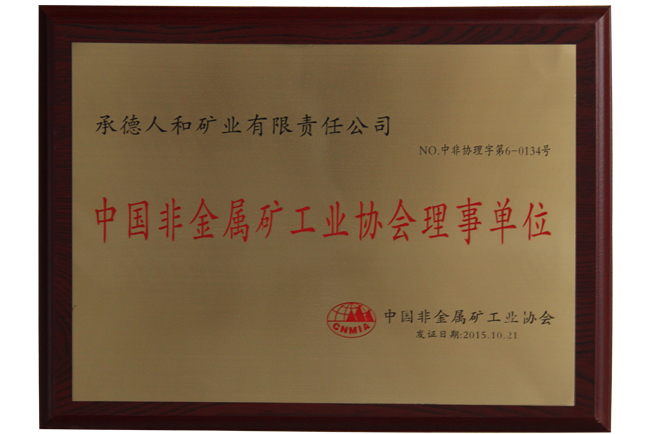 承德人和矿业有限责任公司
NO.中非协理字第6-0134号
中国非金属矿工业协会理事单位
CNMIA
中国非金属矿工业协会
发证日期:2015.10.21